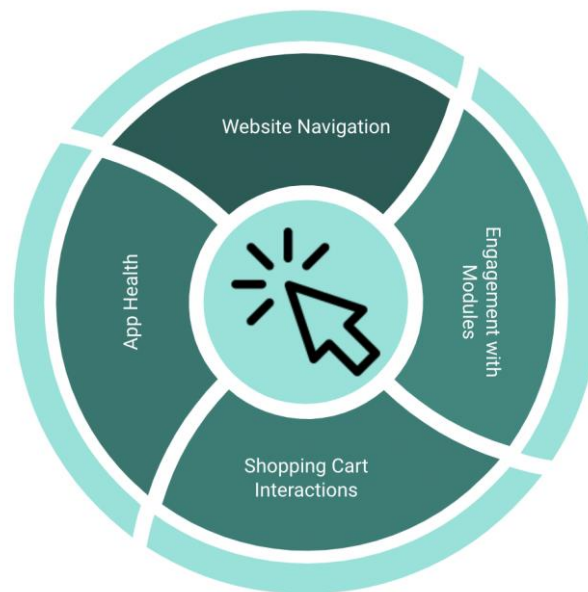 Website Navigation
Engagement with
Modules
Shopping Cart
Interactions
App Health